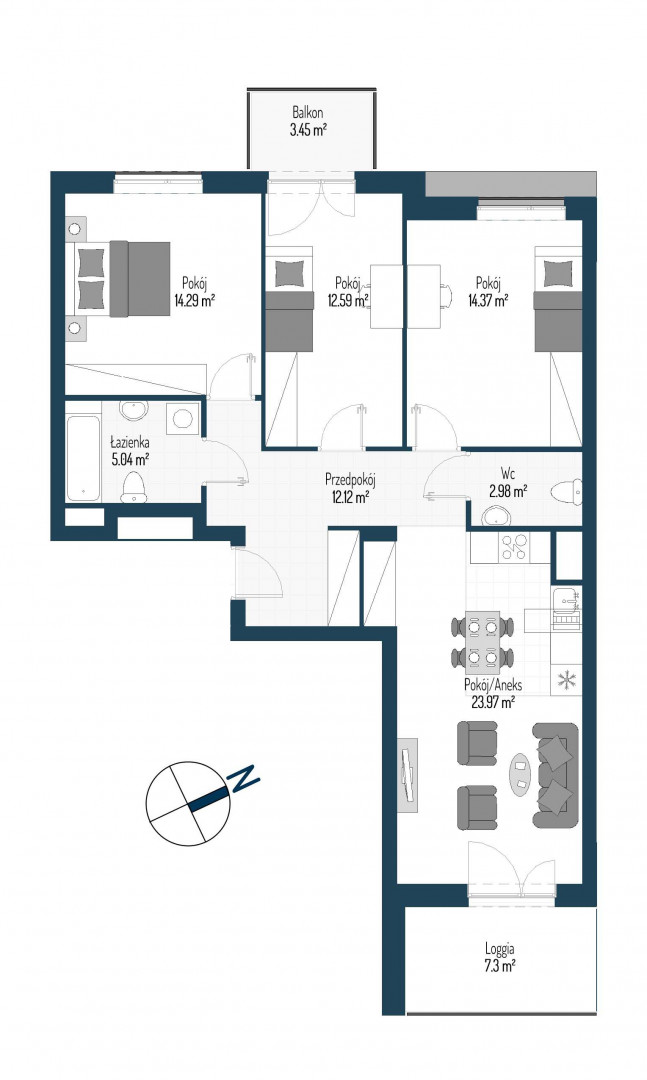 Balkon
3.45 m²
Pokój
14.29 m²
Pokój
12.59 m²
Pokój
14.37 m²
Łazienka
5.04 m²
Przedpokój
12.12 m²
Wc
2.98 m²
Pokój/Aneks
23.97 m²
N
Loggia
7.3 m²